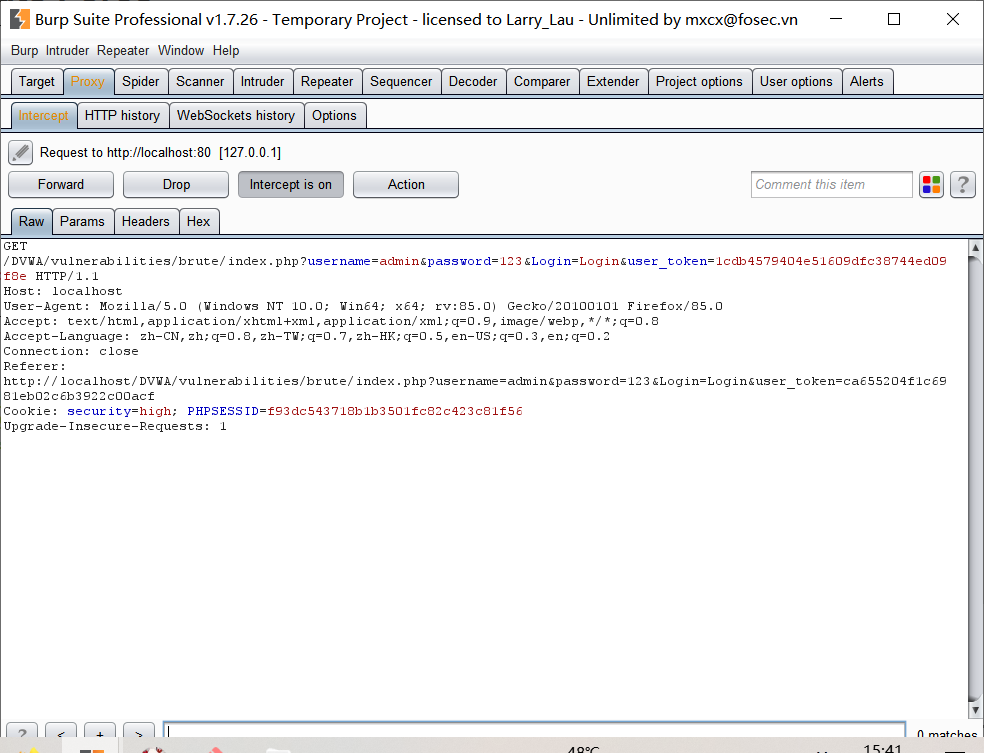 Burp Suite Professional v1.7.26 - Temporary Project - licensed to Larry_Lau - Unlimited by mxcx@fosec.vn
Burp Intruder Repeater Window Help
Target Proxy Spider Scanner Intruder Repeater Sequencer Decoder Comparer Extender Project options User options Alerts
Intercept HTTP history WebSockets history Options
Request to http://localhost:80 [127.0.0.1]
Forward Drop Intercept is on Action Comment this item ?
Raw Params Headers Hex
GET
/DVWA/vulnerabilities/brute/index.php?username=admin&password=123&Login=Login&user_token=1cdb4579404e51609dfc38744ed09
f8e HTTP/1.1
Host: localhost
User-Agent: Mozilla/5.0 (Windows NT 10.0; Win64; x64; rv:85.0) Gecko/20100101 Firefox/85.0
Accept: text/html,application/xhtml+xml,application/xml;q=0.9,image/webp,*/*;q=0.8
Accept-Language: zh-CN,zh;q=0.8,zh-TW;q=0.7,zh-HK;q=0.5,en-US;q=0.3,en;q=0.2
Connection: close
Referer:
http://localhost/DVWA/vulnerabilities/brute/index.php?username=admin&password=123&Login=Login&user_token=ca655204f1c69
81eb02c6b3922c00acf
Cookie: security=high; PHPSESSID=f93dc543718b1b3501fc82c423c81f56
Upgrade-Insecure-Requests: 1
? < + > 0 matches
48°C 15:41